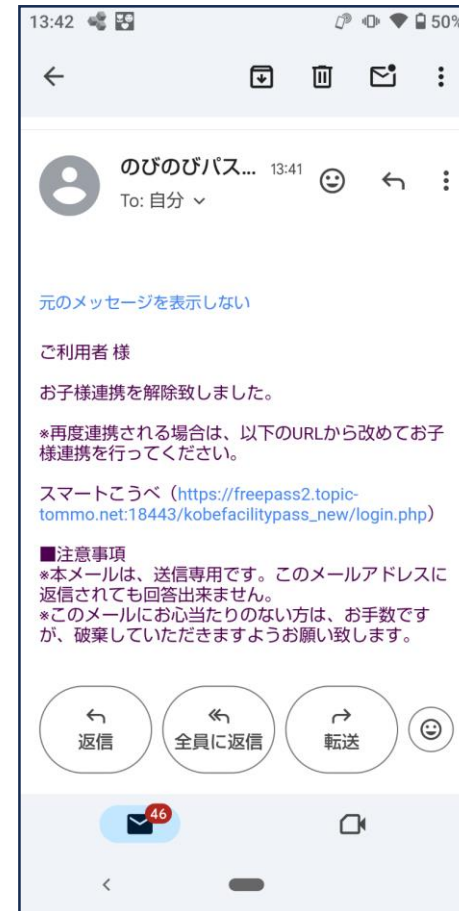 13:42 50%
のびのびパス... 13:41
To: 自分
元のメッセージを表示しない
ご利用者 様
お子様連携を解除致しました。
*再度連携される場合は、以下のURLから改めてお子
様連携を行ってください。
スマートこうべ（https://freepass2.topic-
tommo.net:18443/kobefacilitypass_new/login.php）
■注意事項
*本メールは、送信専用です。このメールアドレスに
返信されても回答出来ません。
*このメールにお心当たりのない方は、お手数です
が、破棄していただきますようお願い致します。
返信 全員に返信 転送
46